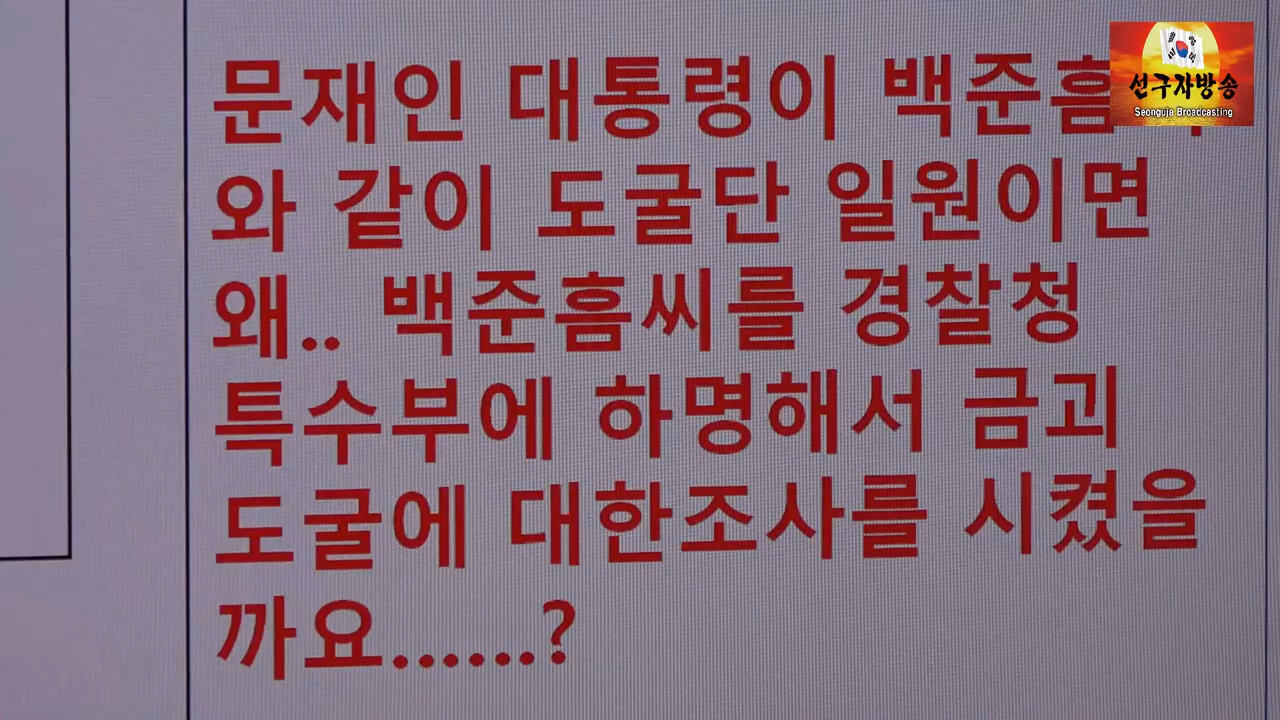 문재인 대통령이 백준흠
와 같이 도굴단 일원이면
왜.. 백준흠씨를 경찰청
특수부에 하명해서 금괴
도굴에 대한조사를 시켰을
까요......?
선구자방송
Seonguja Broadcasting